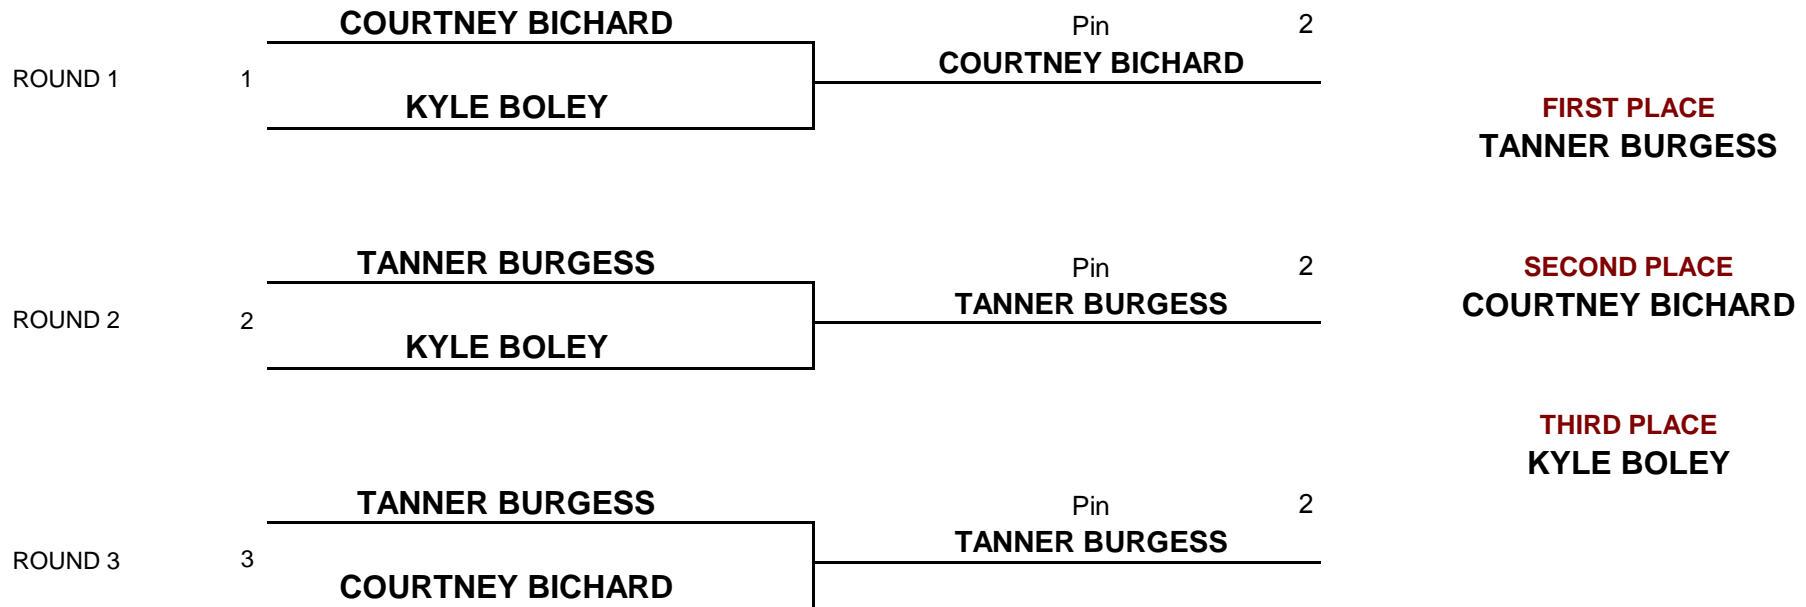 COURTNEY BICHARD
Pin 2
COURTNEY BICHARD
ROUND 1 1
KYLE BOLEY
FIRST PLACE
TANNER BURGESS
TANNER BURGESS
Pin 2
TANNER BURGESS
ROUND 2 2
KYLE BOLEY
SECOND PLACE
COURTNEY BICHARD
THIRD PLACE
KYLE BOLEY
TANNER BURGESS
Pin 2
TANNER BURGESS
ROUND 3 3
COURTNEY BICHARD